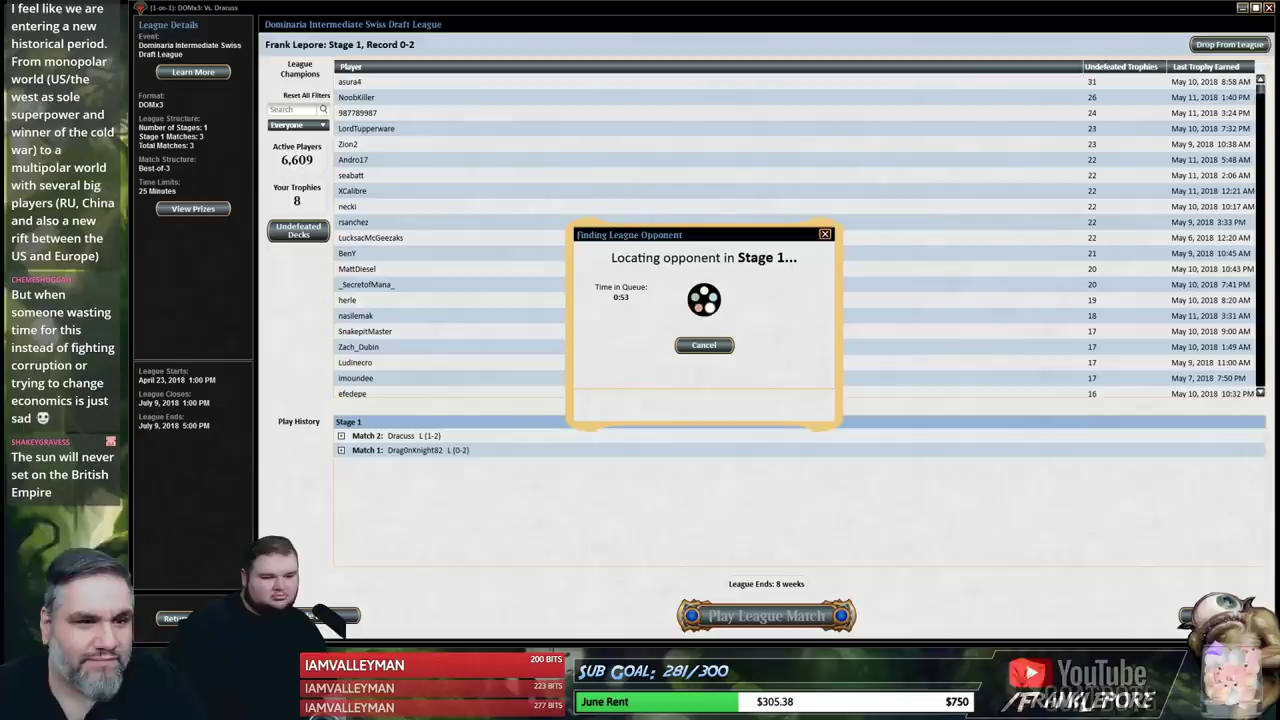 I feel like we are
entering a new
historical period.
From monopolar
world (US/the
west as sole
superpower and
winner of the cold
war) to a
multipolar world
with several big
players (RU, China
and also a new
rift between the
US and Europe)
CHEMESHUGGAH
But when
someone wasting
time for this
instead of fighting
corruption or
trying to change
economics is just
sad
SHAKEYGRAVESS
The sun will never
set on the British
Empire
(1-on-1): DOMx3: Vs. Dracuss
League Details
Event:
Dominaria Intermediate Swiss
Draft League
Learn More
Format:
DOMx3
League Structure:
Number of Stages: 1
Stage 1 Matches: 3
Total Matches: 3
Match Structure:
Best-of-3
Time Limits:
25 Minutes
View Prizes
League Starts:
April 23, 2018 1:00 PM
League Closes:
July 9, 2018 1:00 PM
League Ends:
July 9, 2018 5:00 PM
Dominaria Intermediate Swiss Draft League
Frank Lepore: Stage 1, Record 0-2
Drop From League
League
Champions
Reset All Filters
Search
Everyone
Active Players
6,609
Your Trophies
8
Undefeated
Decks
Player Undefeated Trophies Last Trophy Earned
asura4 31 May 10, 2018 8:58 AM
NoobKiller 26 May 11, 2018 1:40 PM
987789987 24 May 11, 2018 3:24 PM
LordTupperware 23 May 10, 2018 7:32 PM
Zion2 23 May 9, 2018 10:38 AM
Andro17 22 May 11, 2018 5:48 AM
seabatt 22 May 11, 2018 2:06 AM
XCalibre 22 May 11, 2018 12:21 AM
necki 22 May 10, 2018 10:17 AM
rsanchez 22 May 9, 2018 3:33 PM
LucksacMcGeezaks 22 May 6, 2018 12:20 AM
BenY 21 May 9, 2018 10:45 AM
MattDiesel 20 May 10, 2018 10:43 PM
_SecretofMana_ 20 May 10, 2018 7:41 PM
herle 19 May 10, 2018 8:20 AM
nasilemak 18 May 11, 2018 3:31 AM
SnakepitMaster 17 May 10, 2018 9:00 AM
Zach_Dubin 17 May 10, 2018 1:49 AM
Ludinecro 17 May 9, 2018 11:00 AM
imoundee 17 May 7, 2018 7:50 PM
efedepe 16 May 10, 2018 10:32 PM
Finding League Opponent
Locating opponent in Stage 1...
Time in Queue:
0:53
Cancel
Play History
Stage 1
Match 2: Dracuss L (1-2)
Match 1: Drag0nKnight82 L (0-2)
League Ends: 8 weeks
Play League Match
IAMVALLEYMAN 200 BITS
IAMVALLEYMAN 223 BITS
IAMVALLEYMAN 277 BITS
SUB GOAL: 281/300
June Rent $305.38 $750
YouTube
/FRANKLEPORE